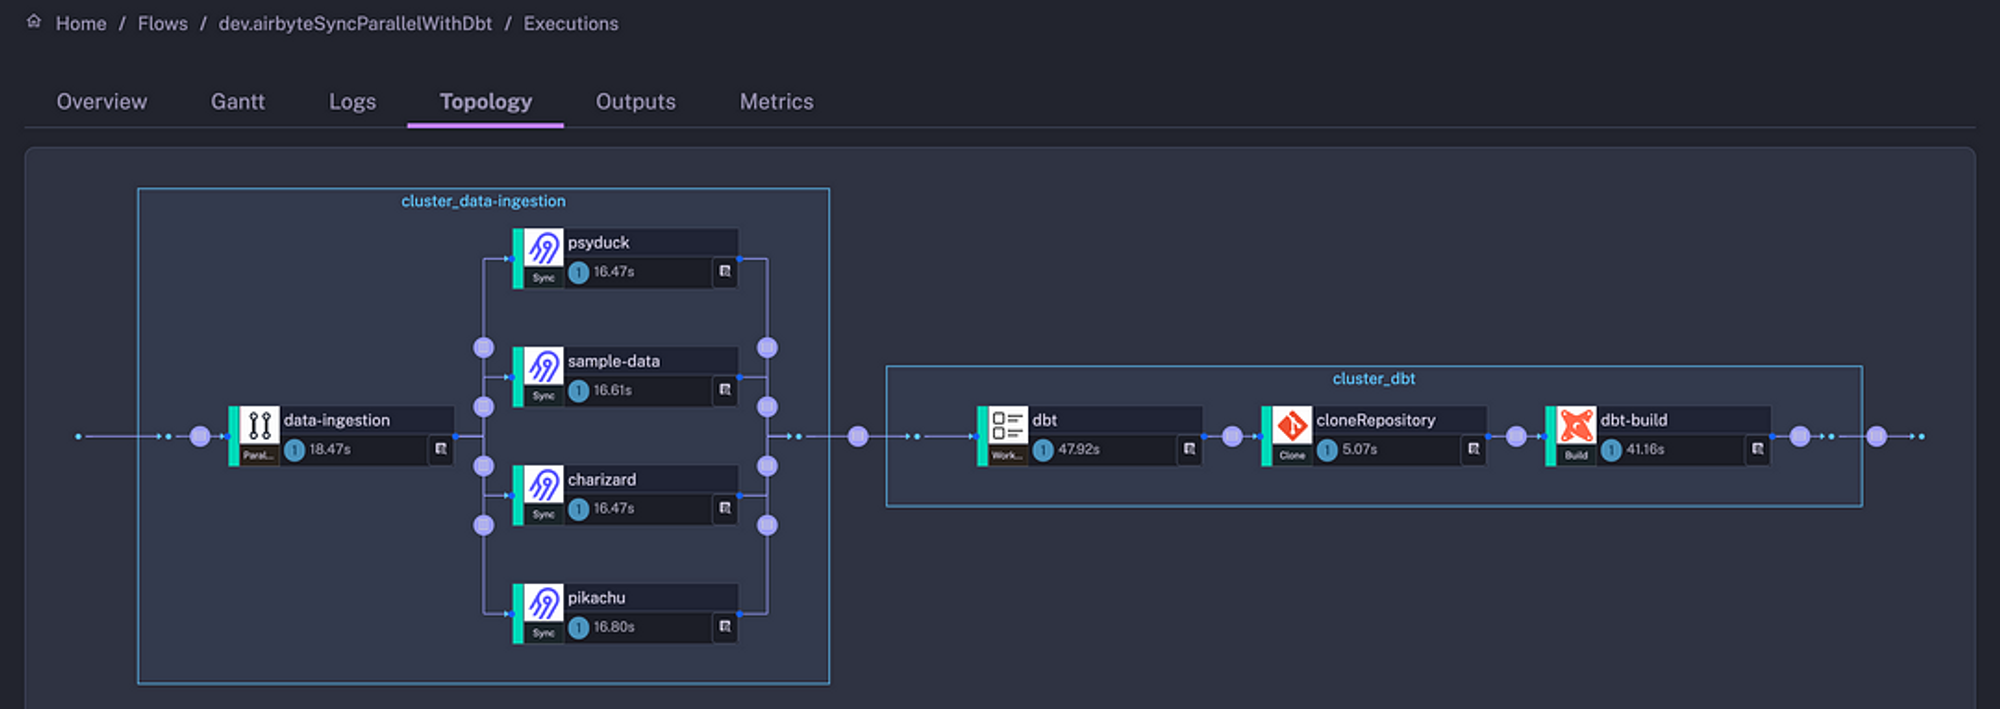 Home / Flows / dev.airbyteSyncParallelWithDbt / Executions
Overview Gantt Logs Topology Outputs Metrics
cluster_data-ingestion
psyduck
Sync 1 16.47s
sample-data
Sync 1 16.61s
data-ingestion
Paral... 1 18.47s
charizard
Sync 1 16.47s
pikachu
Sync 1 16.80s
cluster_dbt
dbt
Work... 1 47.92s
cloneRepository
Clone 1 5.07s
dbt-build
Build 1 41.16s